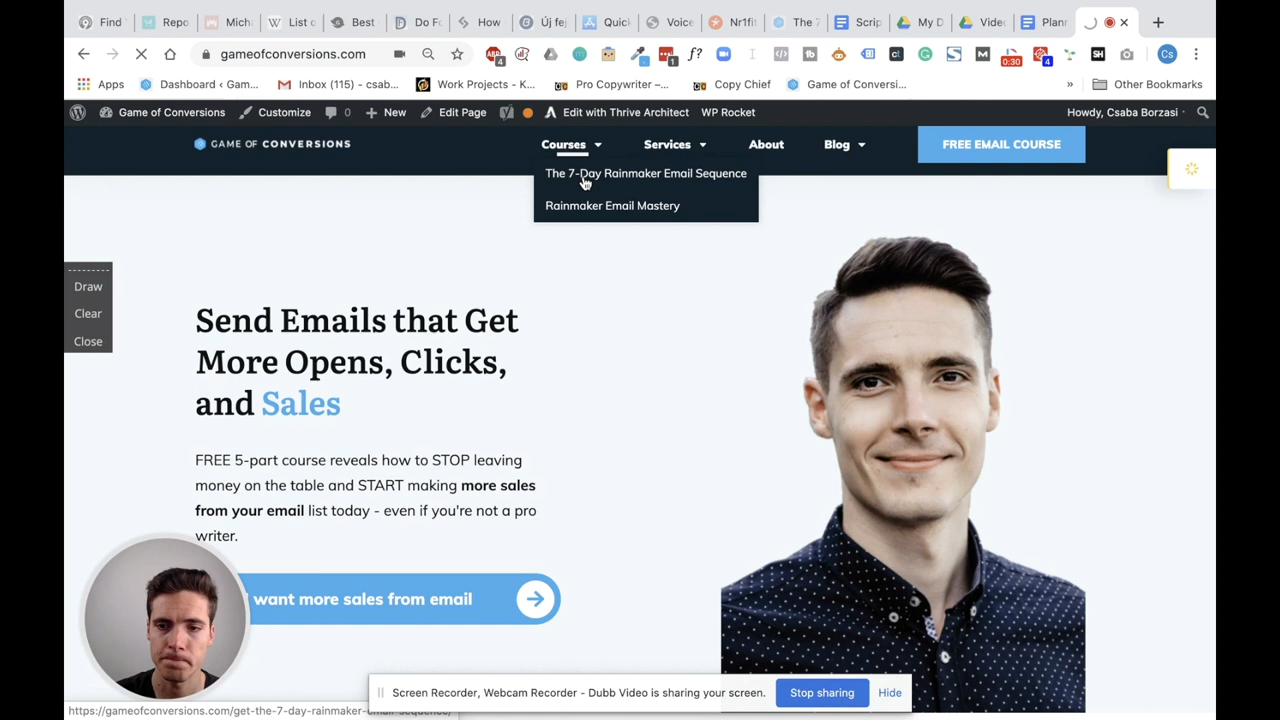 Find
Repo
Mich
List o
Best
Do Fo
How
Új fej
Quick
Voice
Nr1fit
The 7
Scrip
My D
Video
Plann
gameofconversions.com
Apps
Dashboard ‹ Gam...
Inbox (115) - csab...
Work Projects - K...
Pro Copywriter –...
Copy Chief
Game of Conversi...
»
Other Bookmarks
Game of Conversions
Customize
0
New
Edit Page
Edit with Thrive Architect
WP Rocket
Howdy, Csaba Borzasi
GAME OF CONVERSIONS
Courses
Services
About
Blog
FREE EMAIL COURSE
The 7-Day Rainmaker Email Sequence
Rainmaker Email Mastery
Draw
Clear
Close
Send Emails that Get
More Opens, Clicks,
and Sales
FREE 5-part course reveals how to STOP leaving
money on the table and START making more sales
from your email list today - even if you're not a pro
writer.
want more sales from email
Screen Recorder, Webcam Recorder - Dubb Video is sharing your screen.
Stop sharing
Hide
https://gameofconversions.com/get-the-7-day-rainmaker-email-sequence/